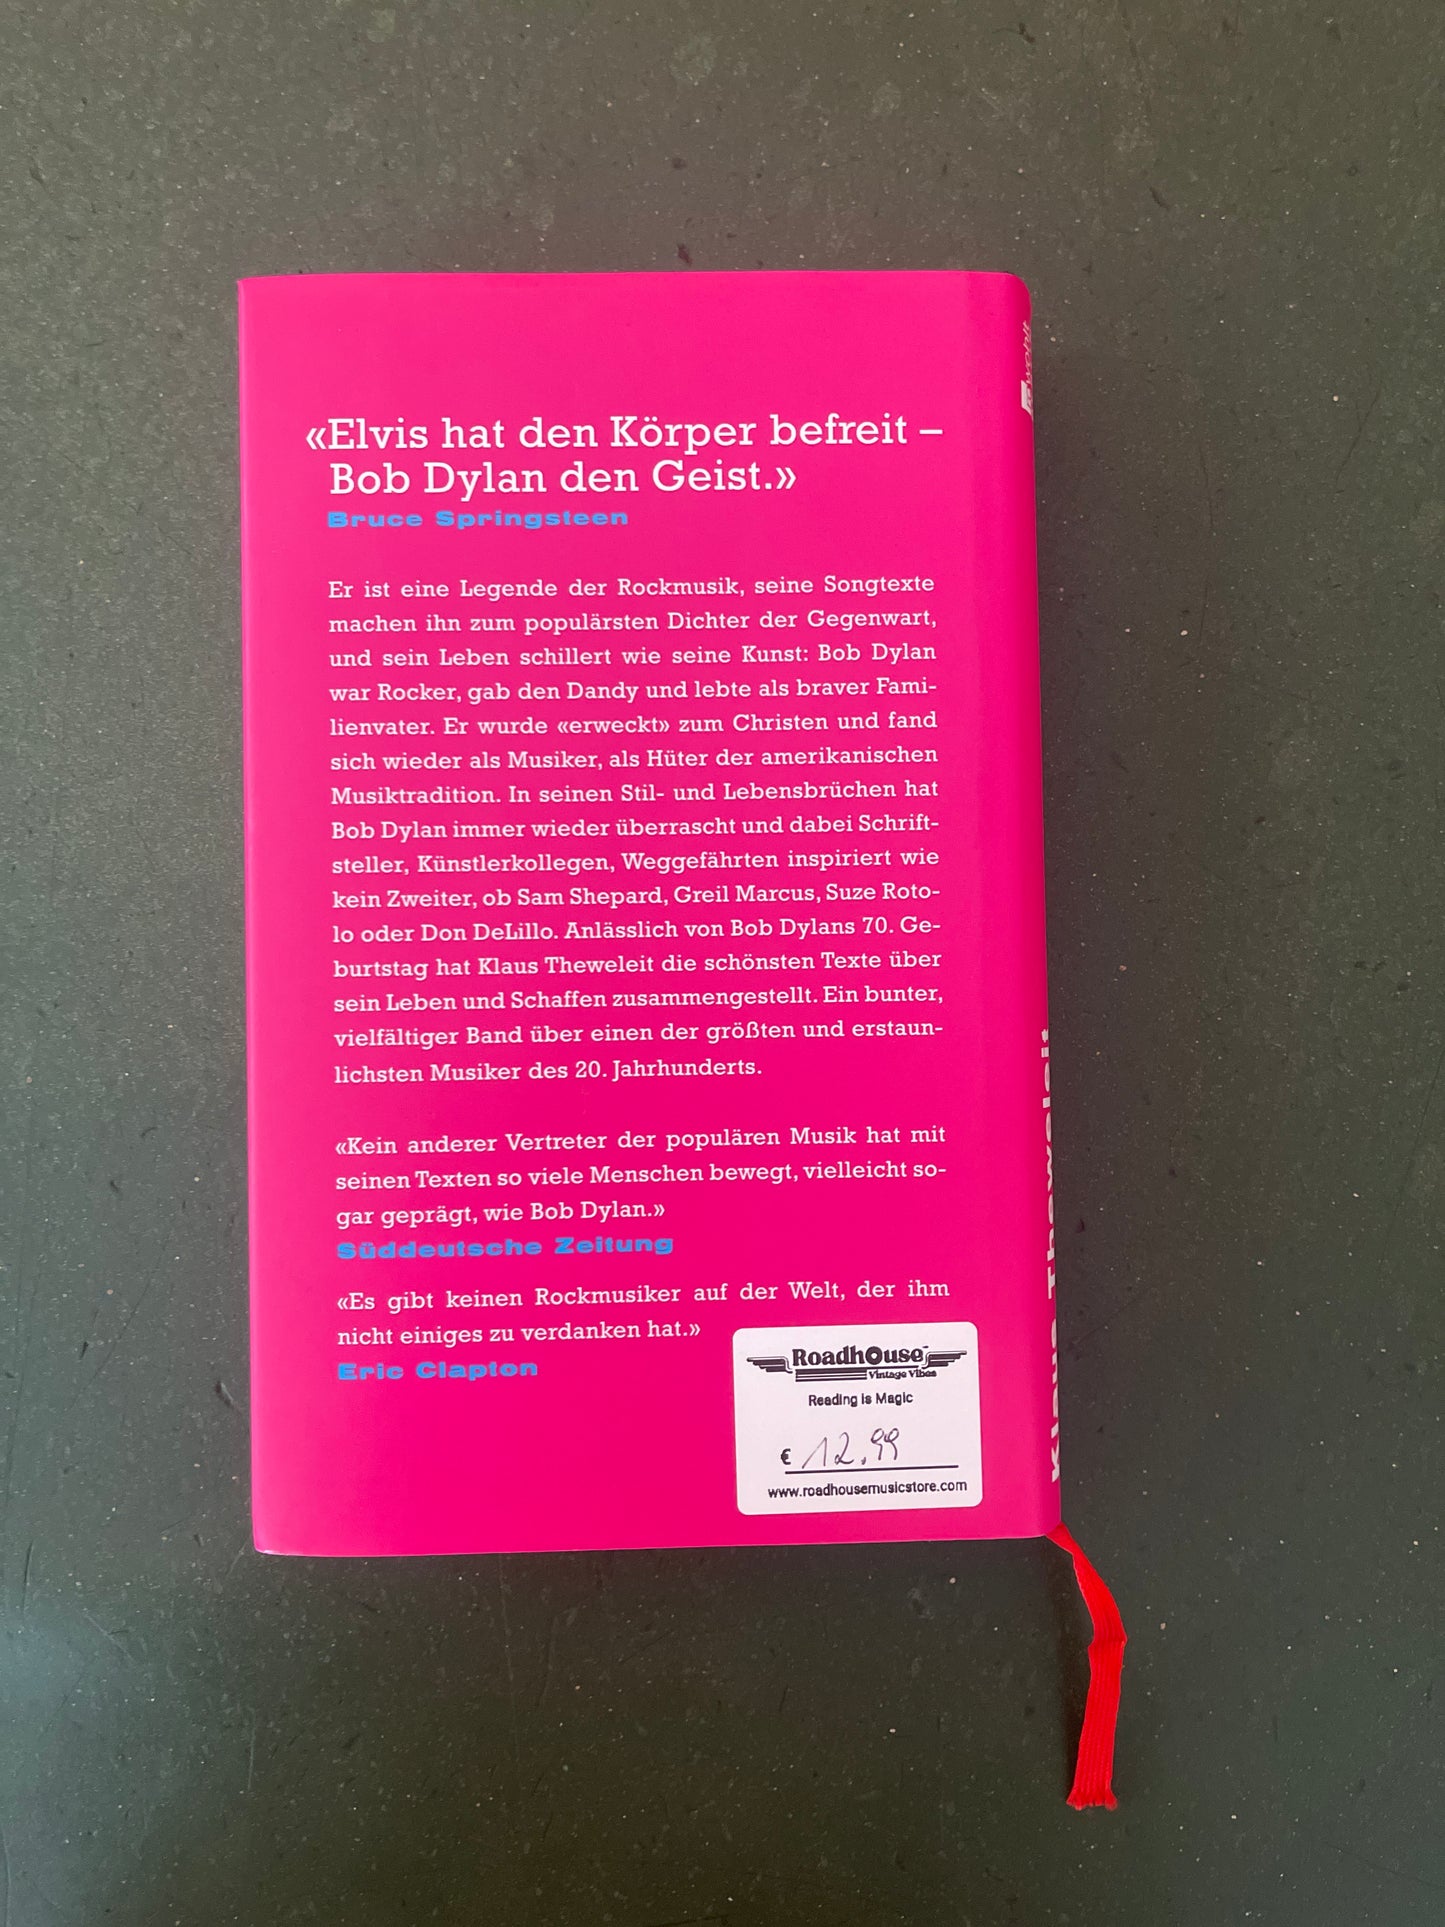 «Elvis hat den Körper befreit –
Bob Dylan den Geist.»
Bruce Springsteen
Er ist eine Legende der Rockmusik, seine Songtexte
machen ihn zum populärsten Dichter der Gegenwart,
und sein Leben schillert wie seine Kunst: Bob Dylan
war Rocker, gab den Dandy und lebte als braver Fami-
lienvater. Er wurde «erweckt» zum Christen und fand
sich wieder als Musiker, als Hüter der amerikanischen
Musiktradition. In seinen Stil- und Lebensbrüchen hat
Bob Dylan immer wieder überrascht und dabei Schrift-
steller, Künstlerkollegen, Weggefährten inspiriert wie
kein Zweiter, ob Sam Shepard, Greil Marcus, Suze Roto-
lo oder Don DeLillo. Anlässlich von Bob Dylans 70. Ge-
burtstag hat Klaus Theweleit die schönsten Texte über
sein Leben und Schaffen zusammengestellt. Ein bunter,
vielfältiger Band über einen der größten und erstaun-
lichsten Musiker des 20. Jahrhunderts.
«Kein anderer Vertreter der populären Musik hat mit
seinen Texten so viele Menschen bewegt, vielleicht so-
gar geprägt, wie Bob Dylan.»
Süddeutsche Zeitung
«Es gibt keinen Rockmusiker auf der Welt, der ihm
nicht einiges zu verdanken hat.»
Eric Clapton
Roadhouse
Vintage Vibes
Reading is Magic
€ 12,99
www.roadhousemusicstore.com
rowohlt
Klaus Theweleit